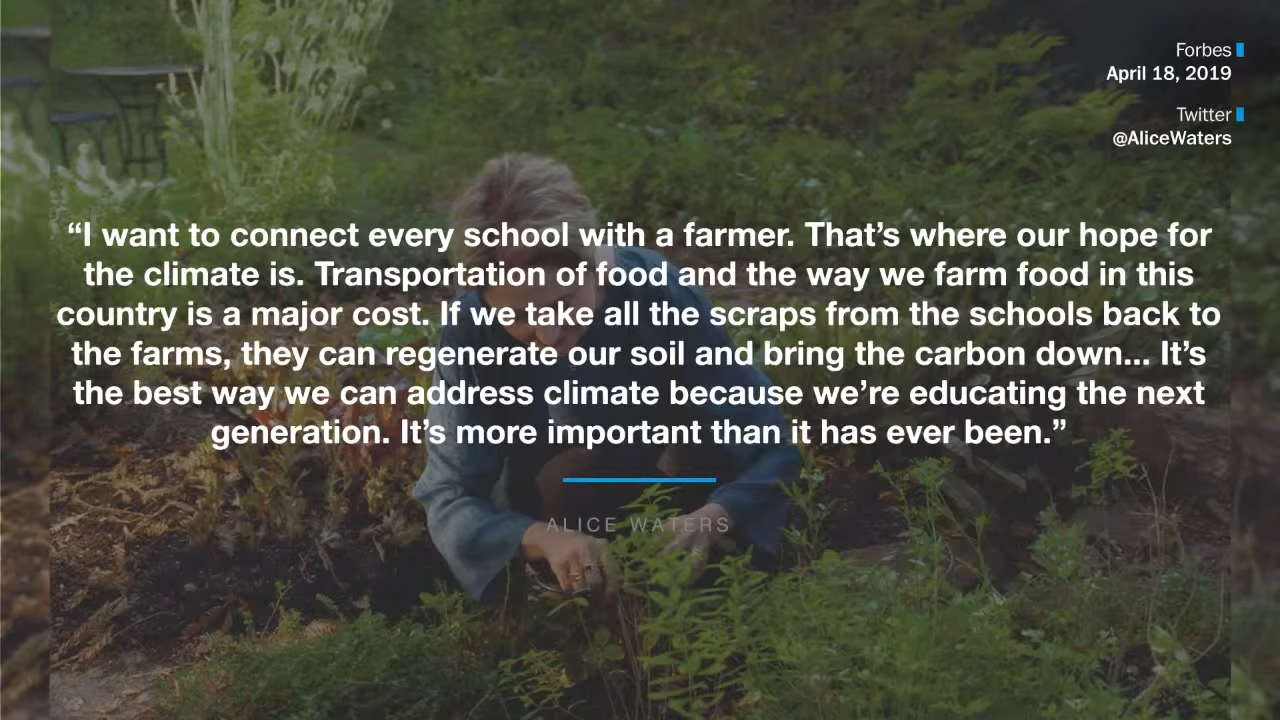 Forbes
April 18, 2019
Twitter
@AliceWaters
“I want to connect every school with a farmer. That’s where our hope for
the climate is. Transportation of food and the way we farm food in this
country is a major cost. If we take all the scraps from the schools back to
the farms, they can regenerate our soil and bring the carbon down... It’s
the best way we can address climate because we’re educating the next
generation. It’s more important than it has ever been.”
ALICE WATERS